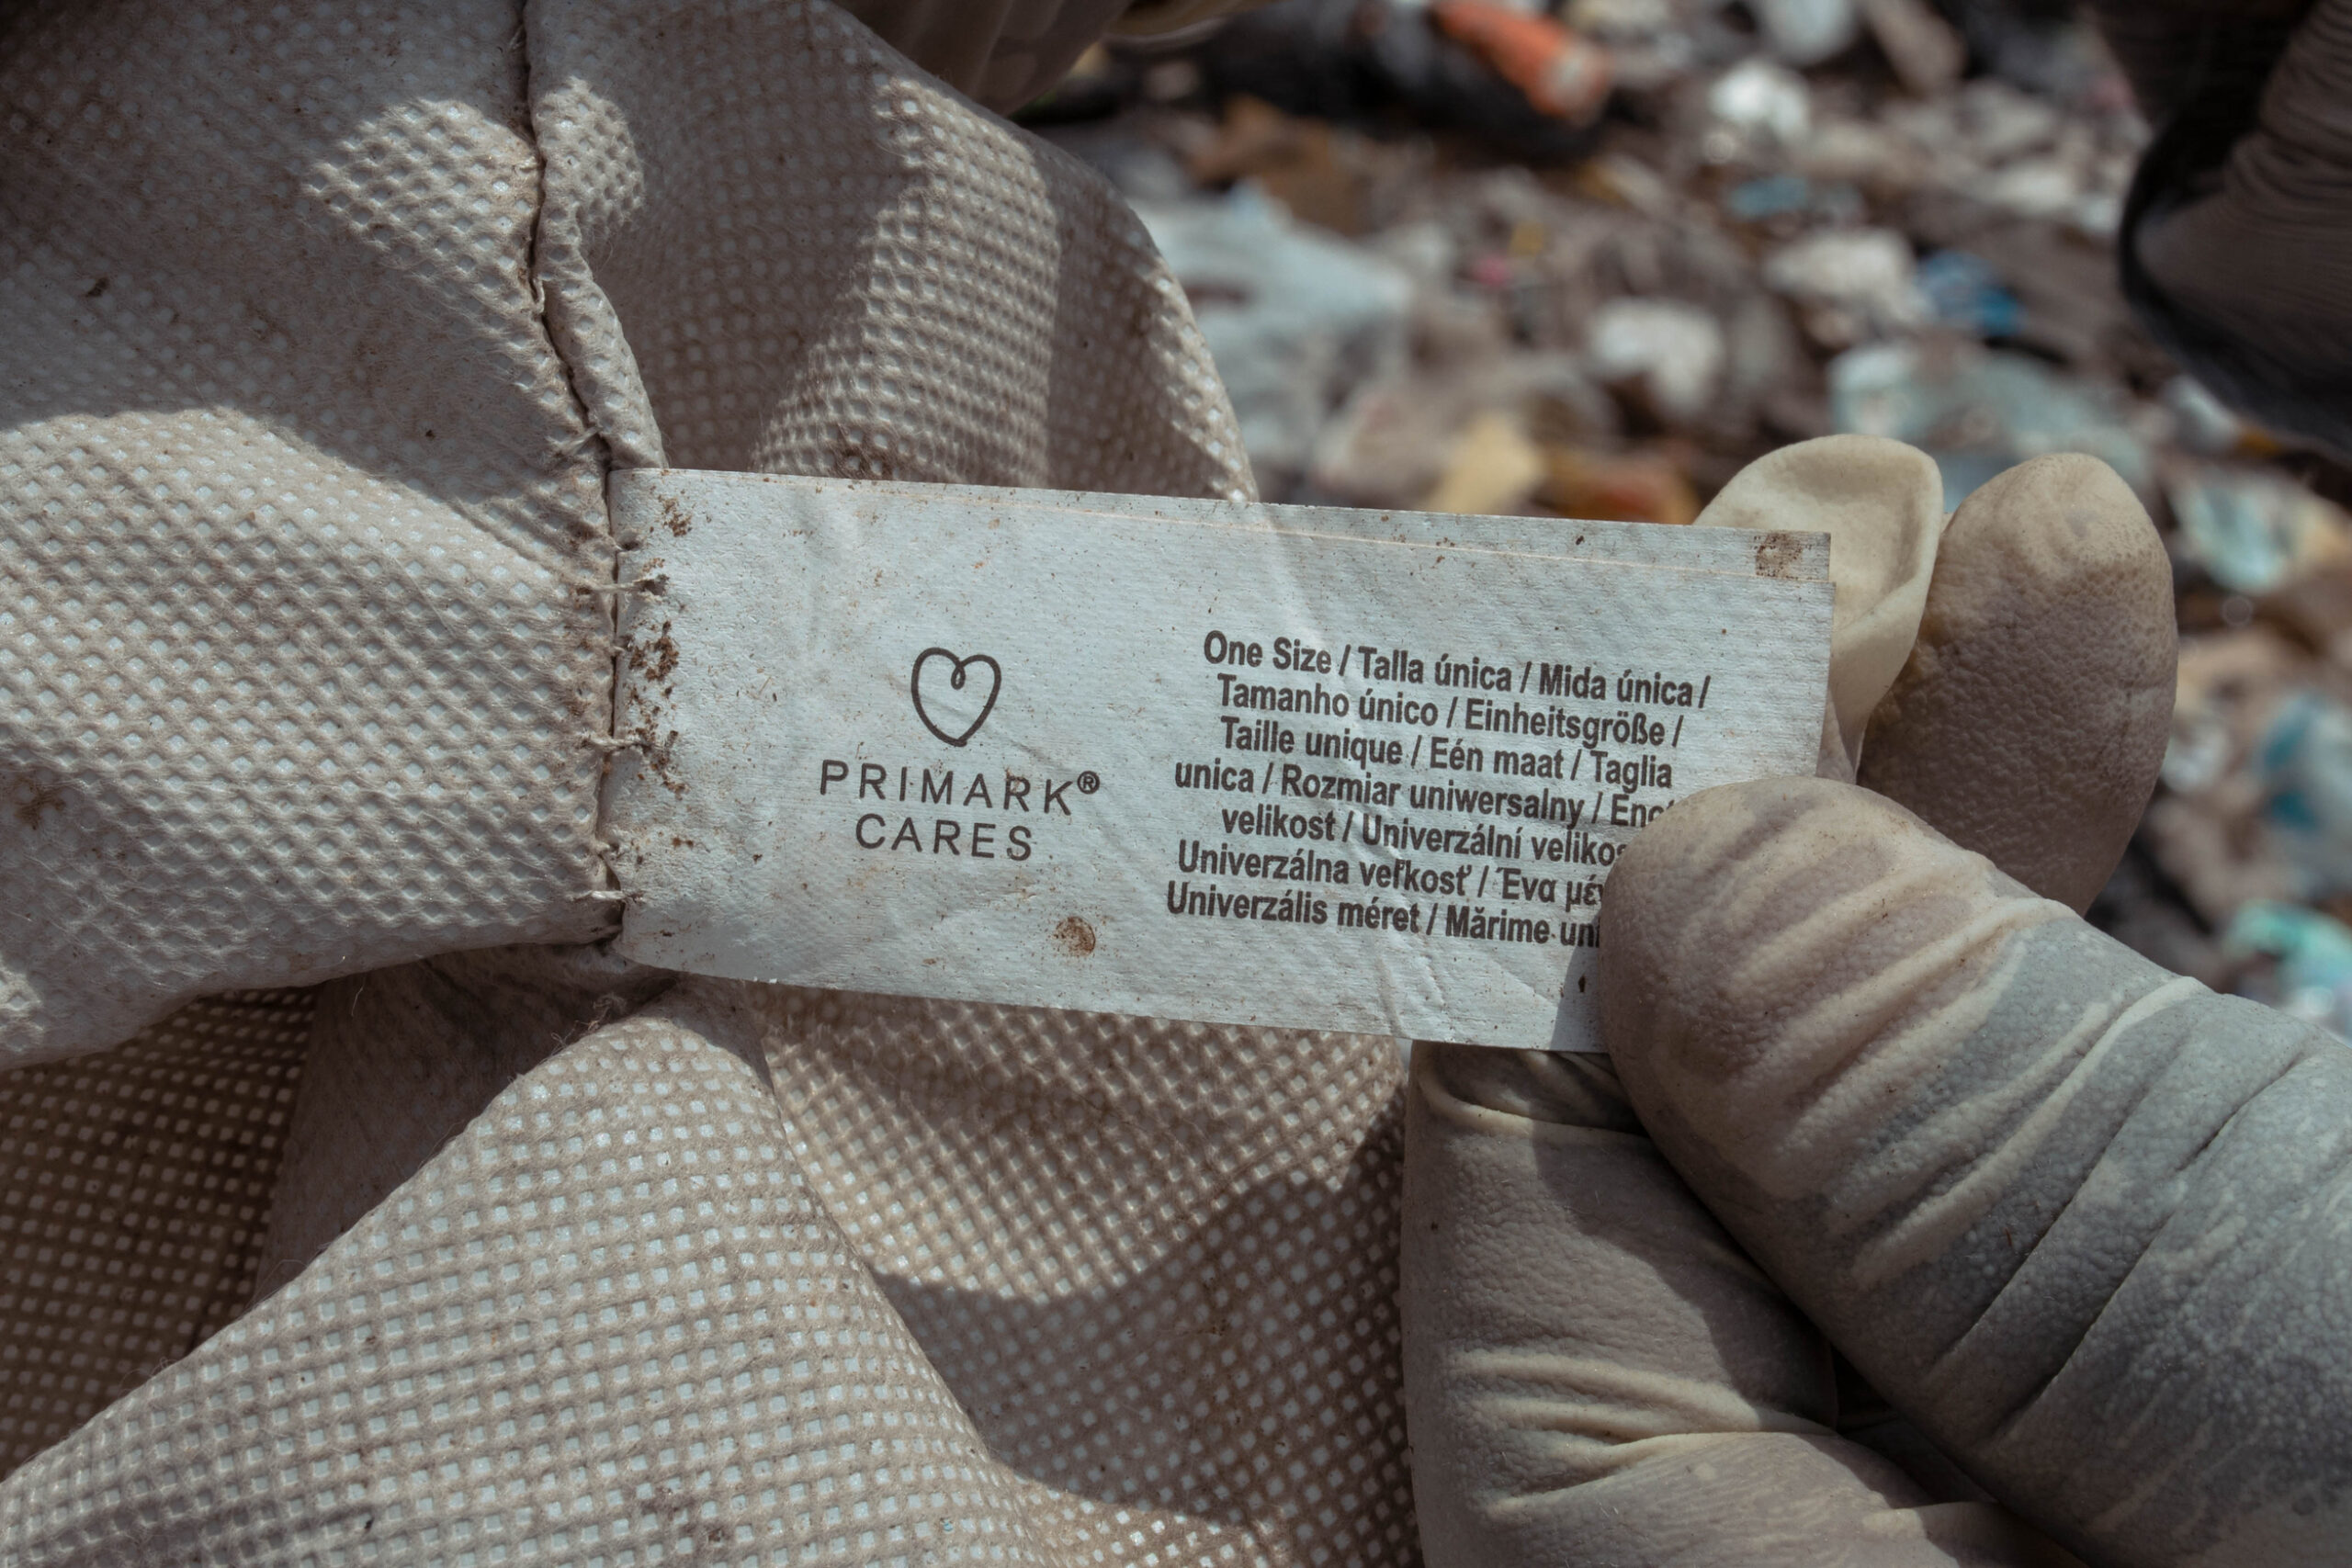 PRIMARK®
CARES
One Size / Talla única / Mida única /
Tamanho único / Einheitsgröße /
Taille unique / Eén maat / Taglia
unica / Rozmiar uniwersalny /
velikost / Univerzální
Univerzálna veľkosť / Ένα
Univerzális méret / Mărime